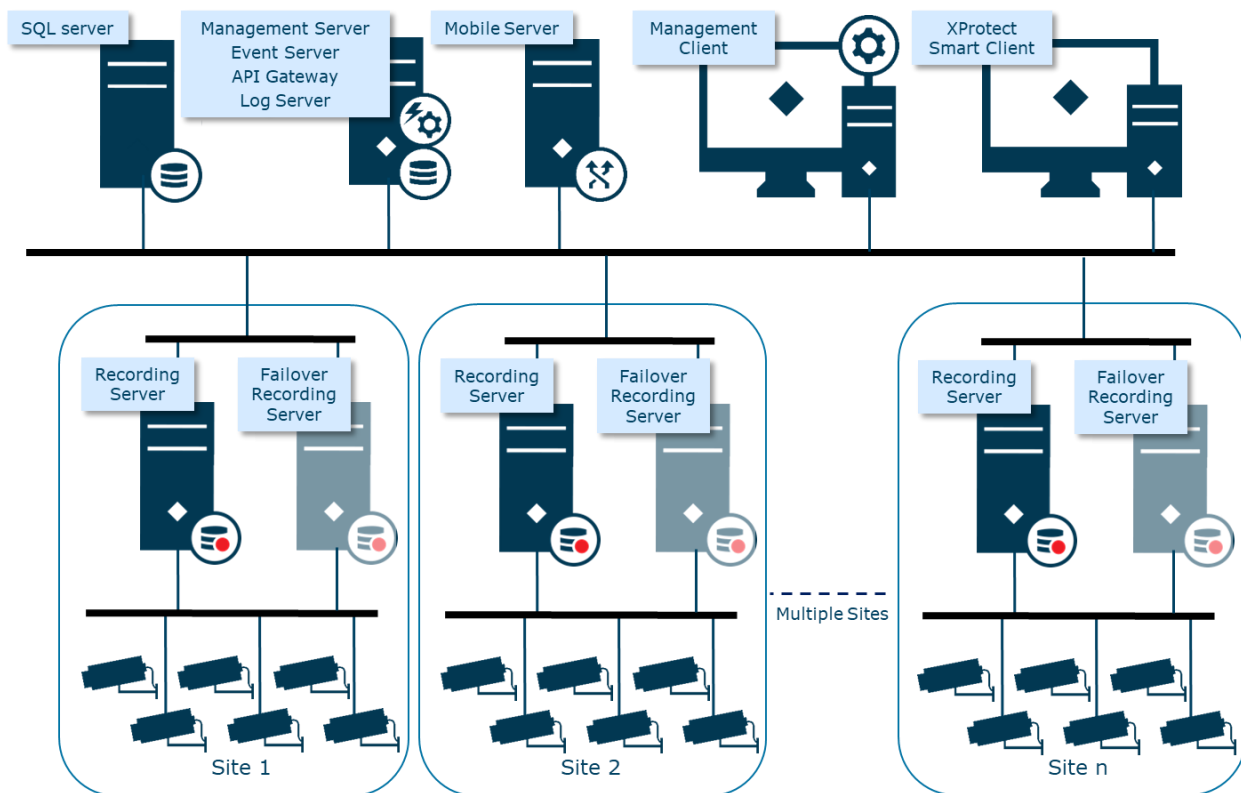 SQL server
Management Server
Event Server
API Gateway
Log Server
Mobile Server
Management
Client
XProtect
Smart Client
Recording
Server
Failover
Recording
Server
Recording
Server
Failover
Recording
Server
Recording
Server
Failover
Recording
Server
Multiple Sites
Site 1
Site 2
Site n